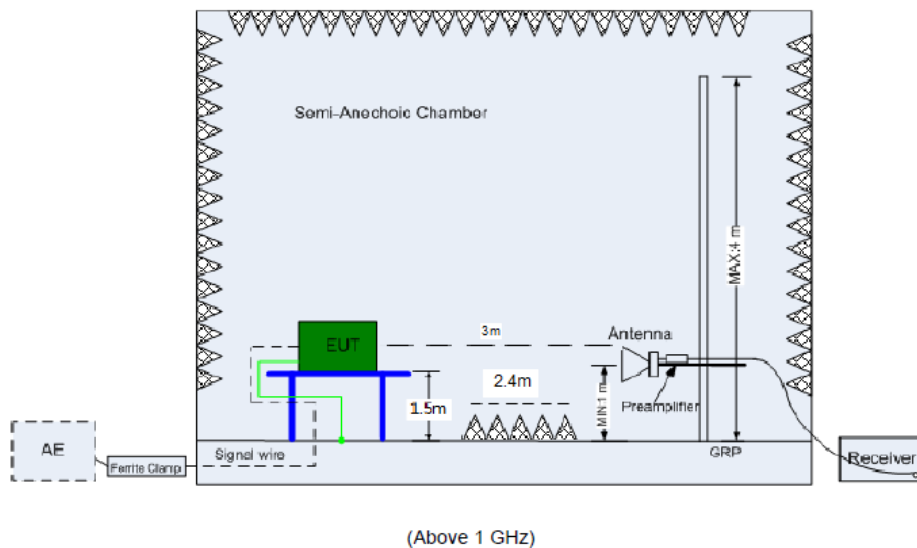 Semi-Anechoic Chamber
MAX:4 m
3m
Antenna
EUT
2.4m
MIN:1 m
1.5m
Preamplifier
AE
Signal wire
GRP
Receiver
Ferrite Clamp
(Above 1 GHz)